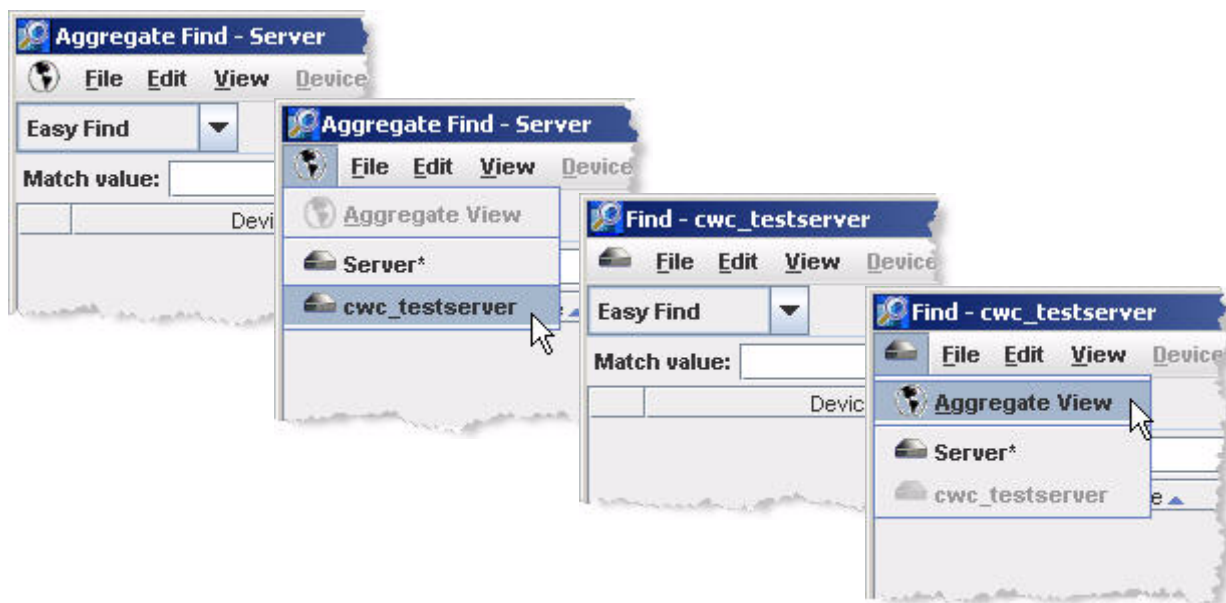 Aggregate Find - Server
File Edit View Device
Easy Find
Match value:
Devi
Aggregate Find - Server
File Edit View Device
Aggregate View
Server*
cwc_testserver
Find - cwc_testserver
File Edit View Device
Easy Find
Match value:
Devic
Find - cwc_testserver
File Edit View Device
Aggregate View
Server*
cwc_testserver
e